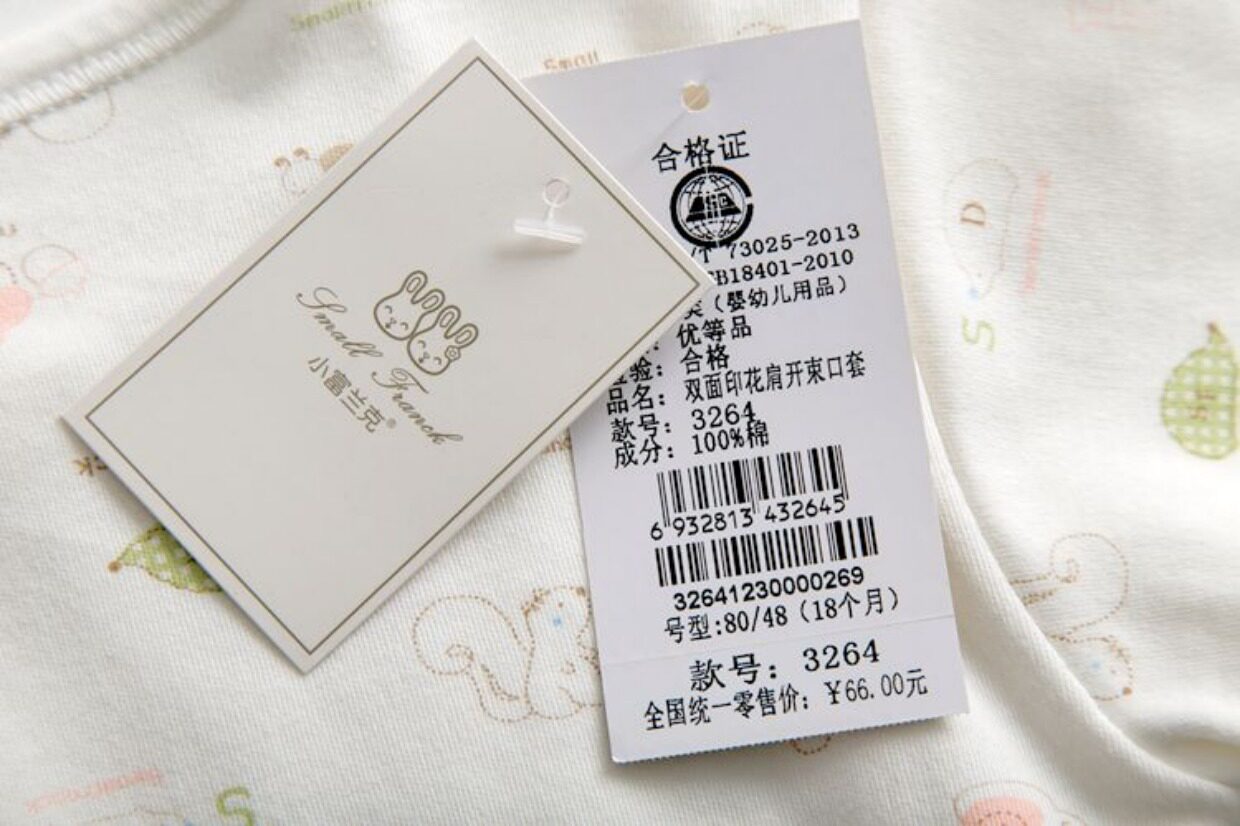 Small Franck
小富兰克®
合格证
73025-2013
B18401-2010
（婴幼儿用品）
优等品
验：合格
品名：双面印花肩开束口套
款号：3264
成分：100%棉
6 932813 432645
32641230000269
号型:80/48（18个月）
款号：3264
全国统一零售价：￥66.00元
Small
D
S
SF
S